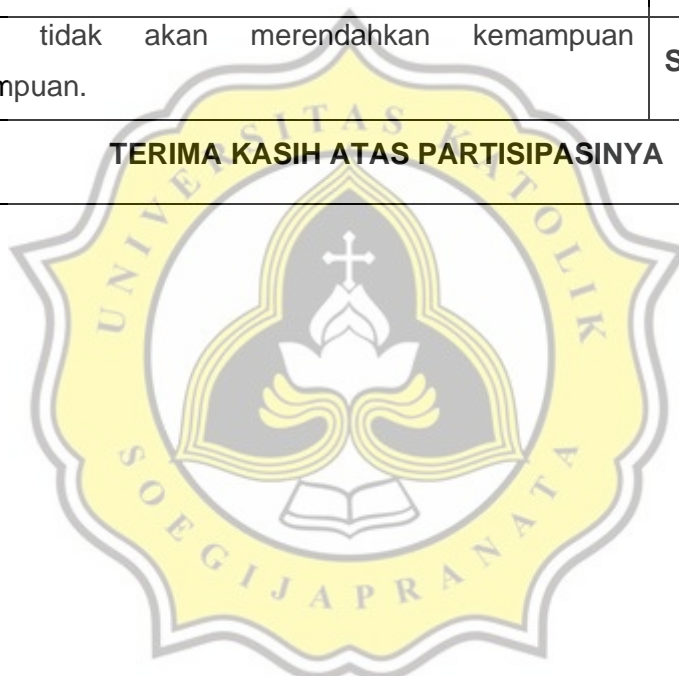 tidak akan merendahkan kemampuan
mpuan.
S
TERIMA KASIH ATAS PARTISIPASINYA
UNIVERSITAS KATOLIK
SOEGIJAPRANATA